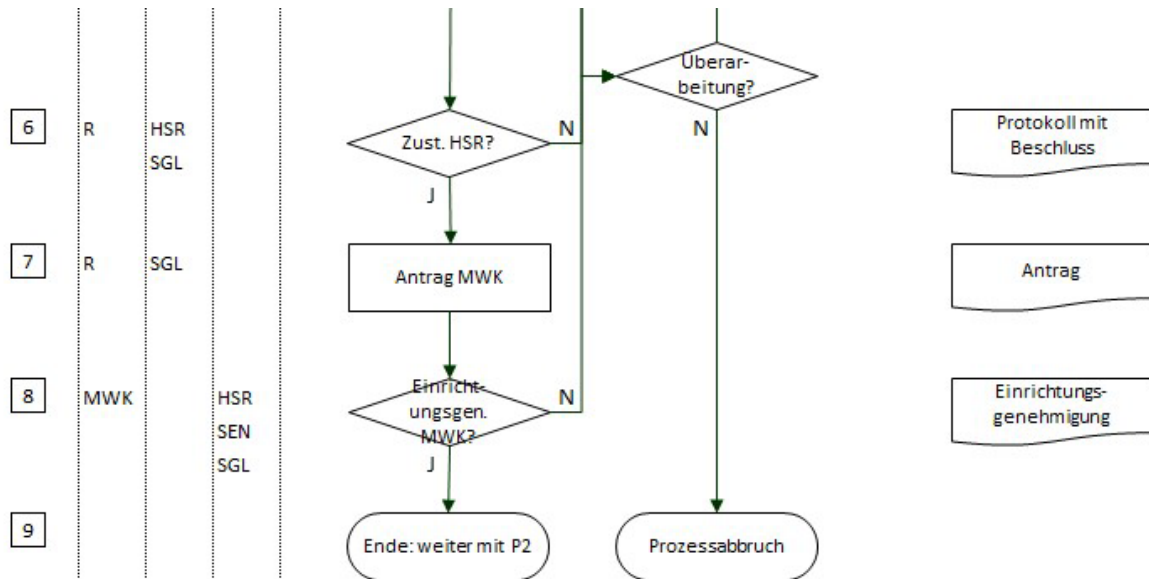 Überar-
beitung?
6
R
HSR
SGL
Zust. HSR?
N
N
J
Protokoll mit
Beschluss
7
R
SGL
Antrag MWK
Antrag
8
MWK
HSR
SEN
SGL
Einricht-
ungsgen.
MWK?
N
J
Einrichtungs-
genehmigung
9
Ende: weiter mit P2
Prozessabbruch